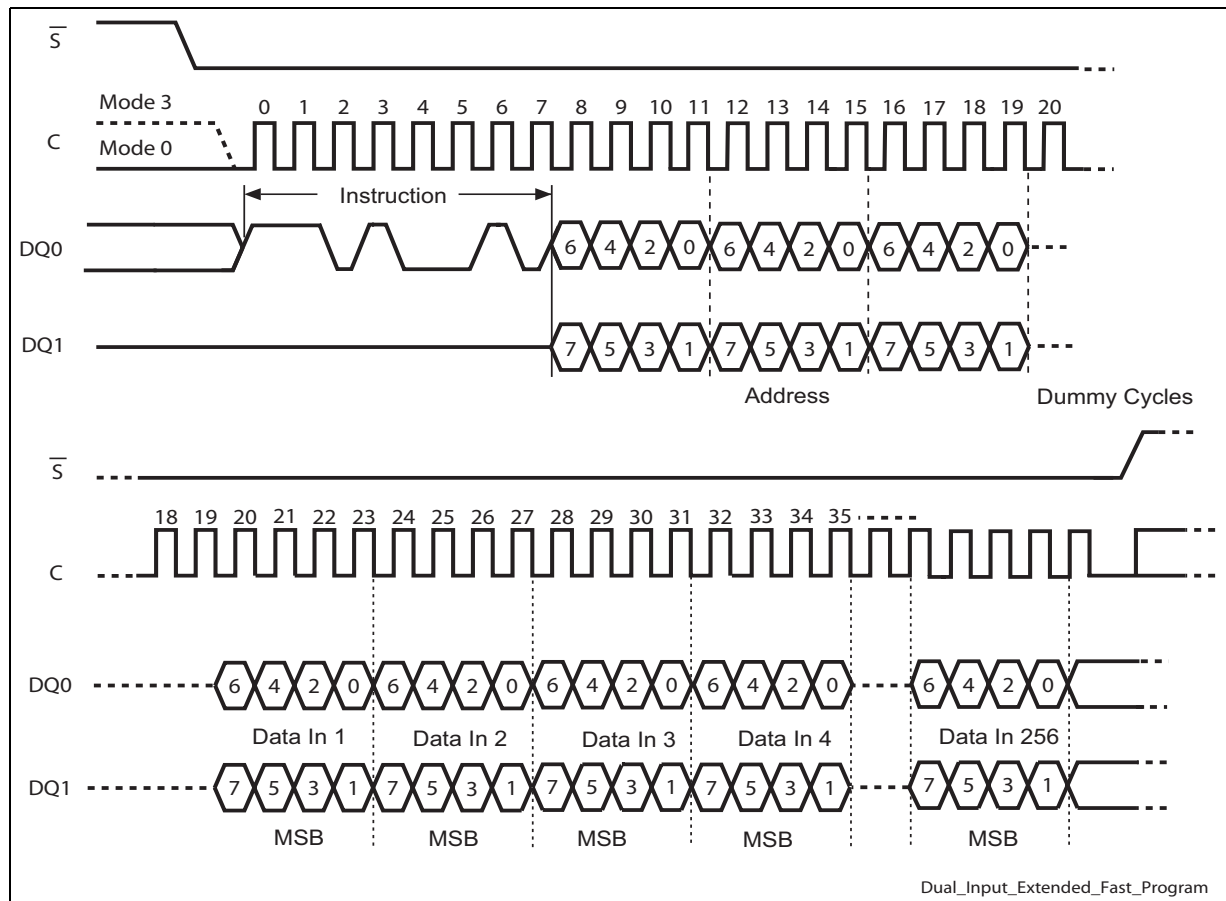 S
Mode 3
0 1 2 3 4 5 6 7 8 9 10 11 12 13 14 15 16 17 18 19 20
C
Mode 0
Instruction
DQ0
6 4 2 0 6 4 2 0 6 4 2 0
DQ1
7 5 3 1 7 5 3 1 7 5 3 1
Address
Dummy Cycles
S
18 19 20 21 22 23 24 25 26 27 28 29 30 31 32 33 34 35
C
DQ0
6 4 2 0 6 4 2 0 6 4 2 0 6 4 2 0 6 4 2 0
Data In 1 Data In 2 Data In 3 Data In 4 Data In 256
DQ1
7 5 3 1 7 5 3 1 7 5 3 1 7 5 3 1 7 5 3 1
MSB MSB MSB MSB MSB
Dual_Input_Extended_Fast_Program